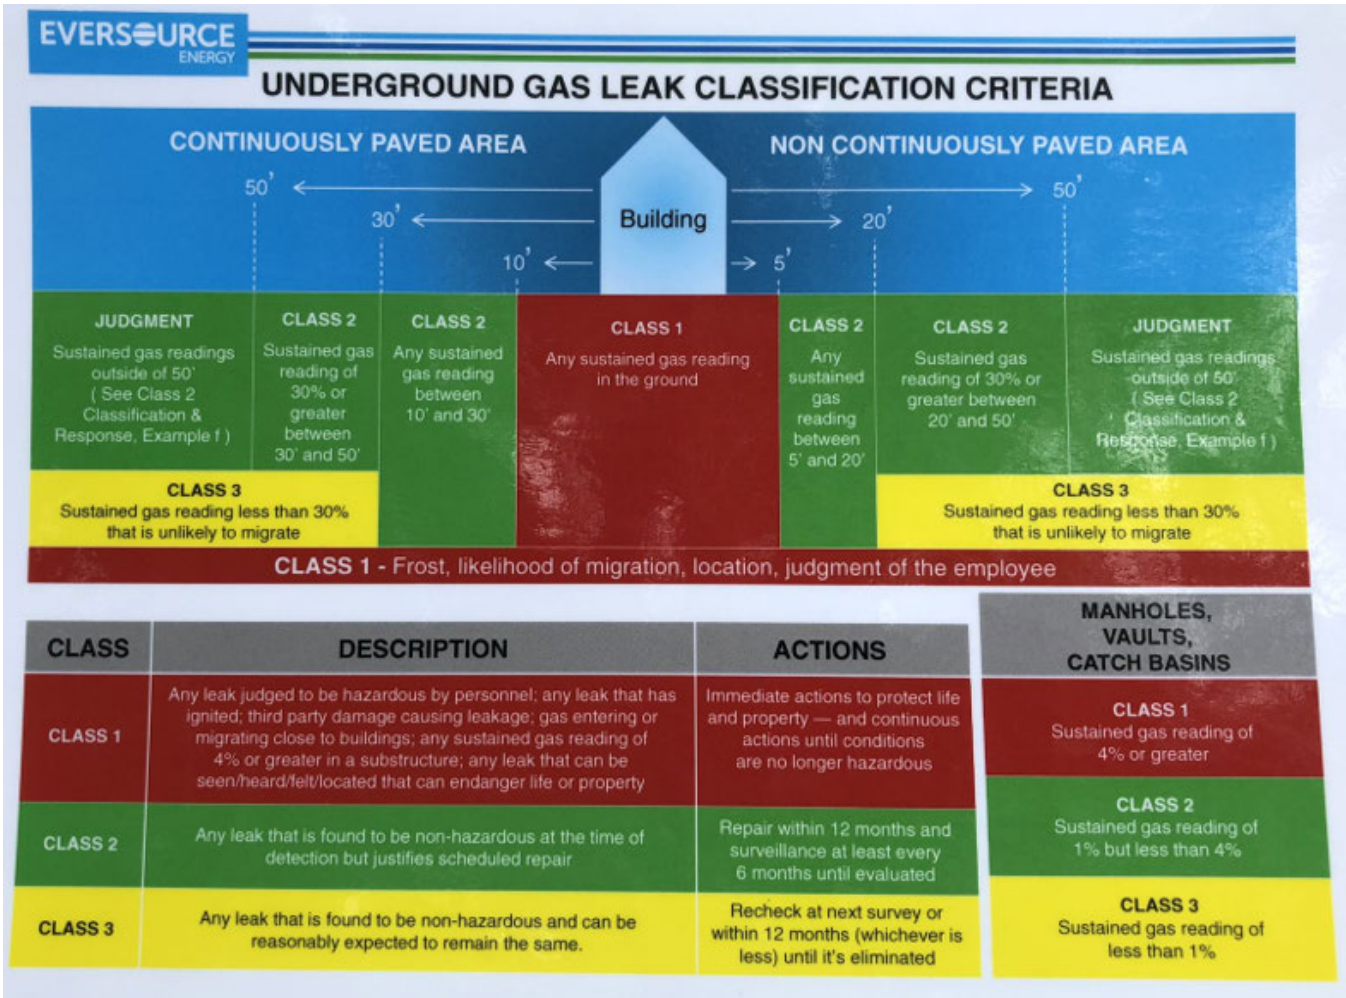 EVERSOURCE
ENERGY
UNDERGROUND GAS LEAK CLASSIFICATION CRITERIA
CONTINUOUSLY PAVED AREA
NON CONTINUOUSLY PAVED AREA
50'
50'
30'
Building
20'
10'
5'
JUDGMENT
Sustained gas readings
outside of 50'
( See Class 2
Classification &
Response, Example f )
CLASS 2
Sustained gas
reading of
30% or
greater
between
30' and 50'
CLASS 2
Any sustained
gas reading
between
10' and 30'
CLASS 1
Any sustained gas reading
in the ground
CLASS 2
Any
sustained
gas
reading
between
5' and 20'
CLASS 2
Sustained gas
reading of 30% or
greater between
20' and 50'
JUDGMENT
Sustained gas readings
outside of 50'
( See Class 2
Classification &
Response, Example f )
CLASS 3
Sustained gas reading less than 30%
that is unlikely to migrate
CLASS 3
Sustained gas reading less than 30%
that is unlikely to migrate
CLASS 1 - Frost, likelihood of migration, location, judgment of the employee
CLASS
DESCRIPTION
ACTIONS
CLASS 1
Any leak judged to be hazardous by personnel; any leak that has
ignited; third party damage causing leakage; gas entering or
migrating close to buildings; any sustained gas reading of
4% or greater in a substructure; any leak that can be
seen/heard/felt/located that can endanger life or property
Immediate actions to protect life
and property — and continuous
actions until conditions
are no longer hazardous
CLASS 2
Any leak that is found to be non-hazardous at the time of
detection but justifies scheduled repair
Repair within 12 months and
surveillance at least every
6 months until evaluated
CLASS 3
Any leak that is found to be non-hazardous and can be
reasonably expected to remain the same.
Recheck at next survey or
within 12 months (whichever is
less) until it's eliminated
MANHOLES,
VAULTS,
CATCH BASINS
CLASS 1
Sustained gas reading of
4% or greater
CLASS 2
Sustained gas reading of
1% but less than 4%
CLASS 3
Sustained gas reading of
less than 1%